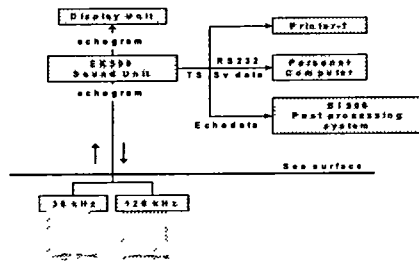 Display Unit
echogram
Printer-1
EK500
Sound Unit
RS232
TS, Sv data
Personal
Computer
echogram
Echodata
BI500
Post processing
system
Sea surface
38 kHz
120 kHz